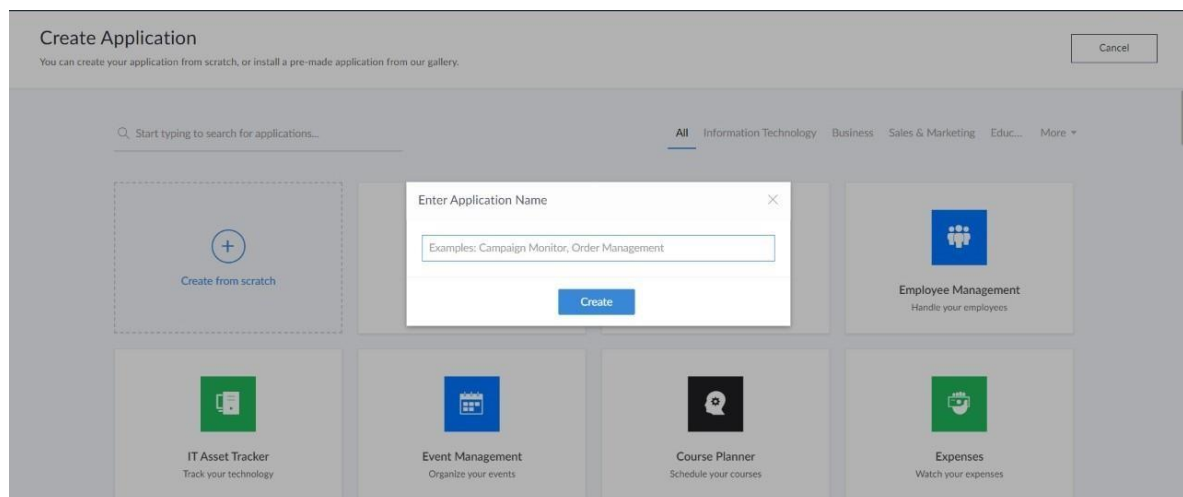 Create Application
Cancel
You can create your application from scratch, or install a pre-made application from our gallery.
Start typing to search for applications...
All Information Technology Business Sales & Marketing Educ... More
Enter Application Name
Examples: Campaign Monitor, Order Management
Create
Create from scratch
Employee Management
Handle your employees
IT Asset Tracker
Track your technology
Event Management
Organize your events
Course Planner
Schedule your courses
Expenses
Watch your expenses